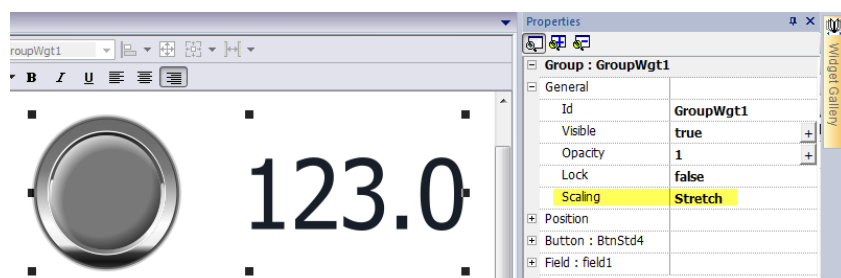 Properties
roupWgt1
B I U
Group : GroupWgt1
General
Id GroupWgt1
Visible true +
Opacity 1 +
Lock false
Scaling Stretch
Position
Button : BtnStd4
Field : field1
123.0
Widget Gallery